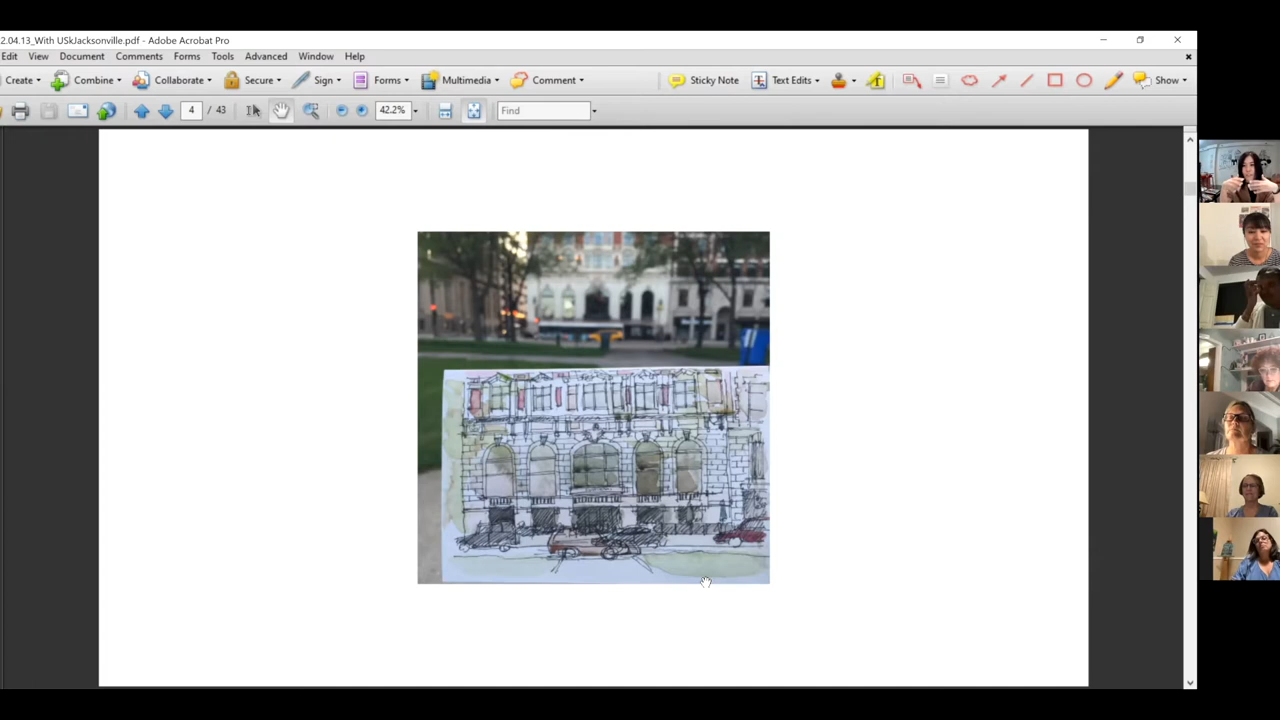 2.04.13_With USkJacksonville.pdf - Adobe Acrobat Pro
Edit View Document Comments Forms Tools Advanced Window Help
Create Combine Collaborate Secure Sign Forms Multimedia Comment Sticky Note Text Edits Show
4 / 43 42.2% Find